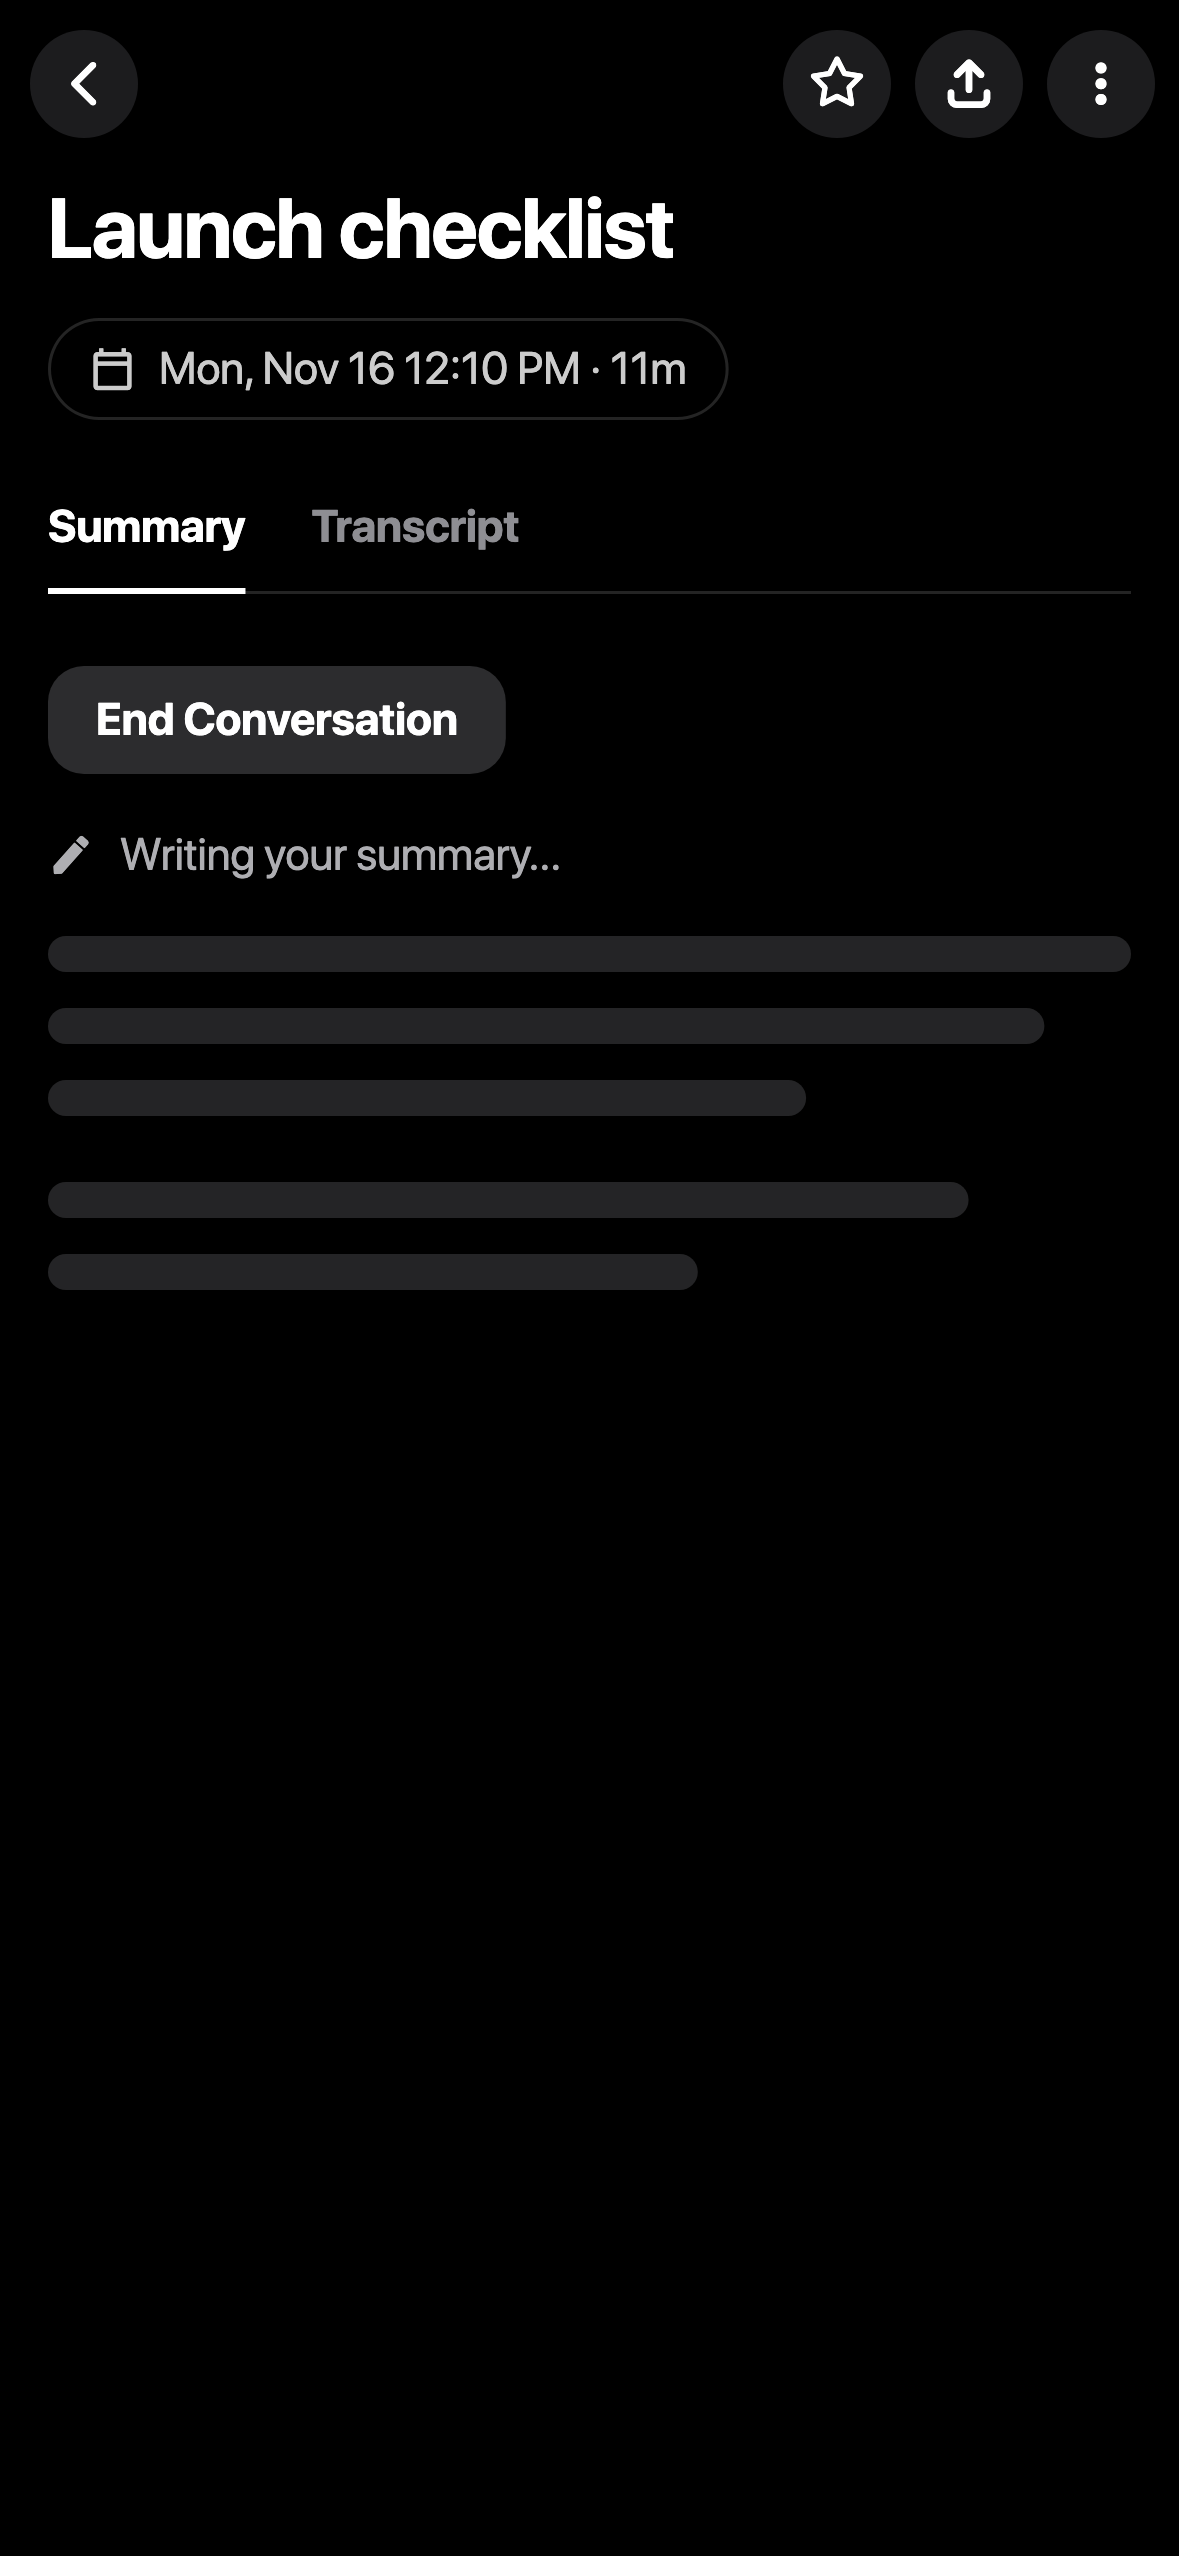 Launch checklist
Mon, Nov 16 12:10 PM · 11m
Summary Transcript
End Conversation
Writing your summary...